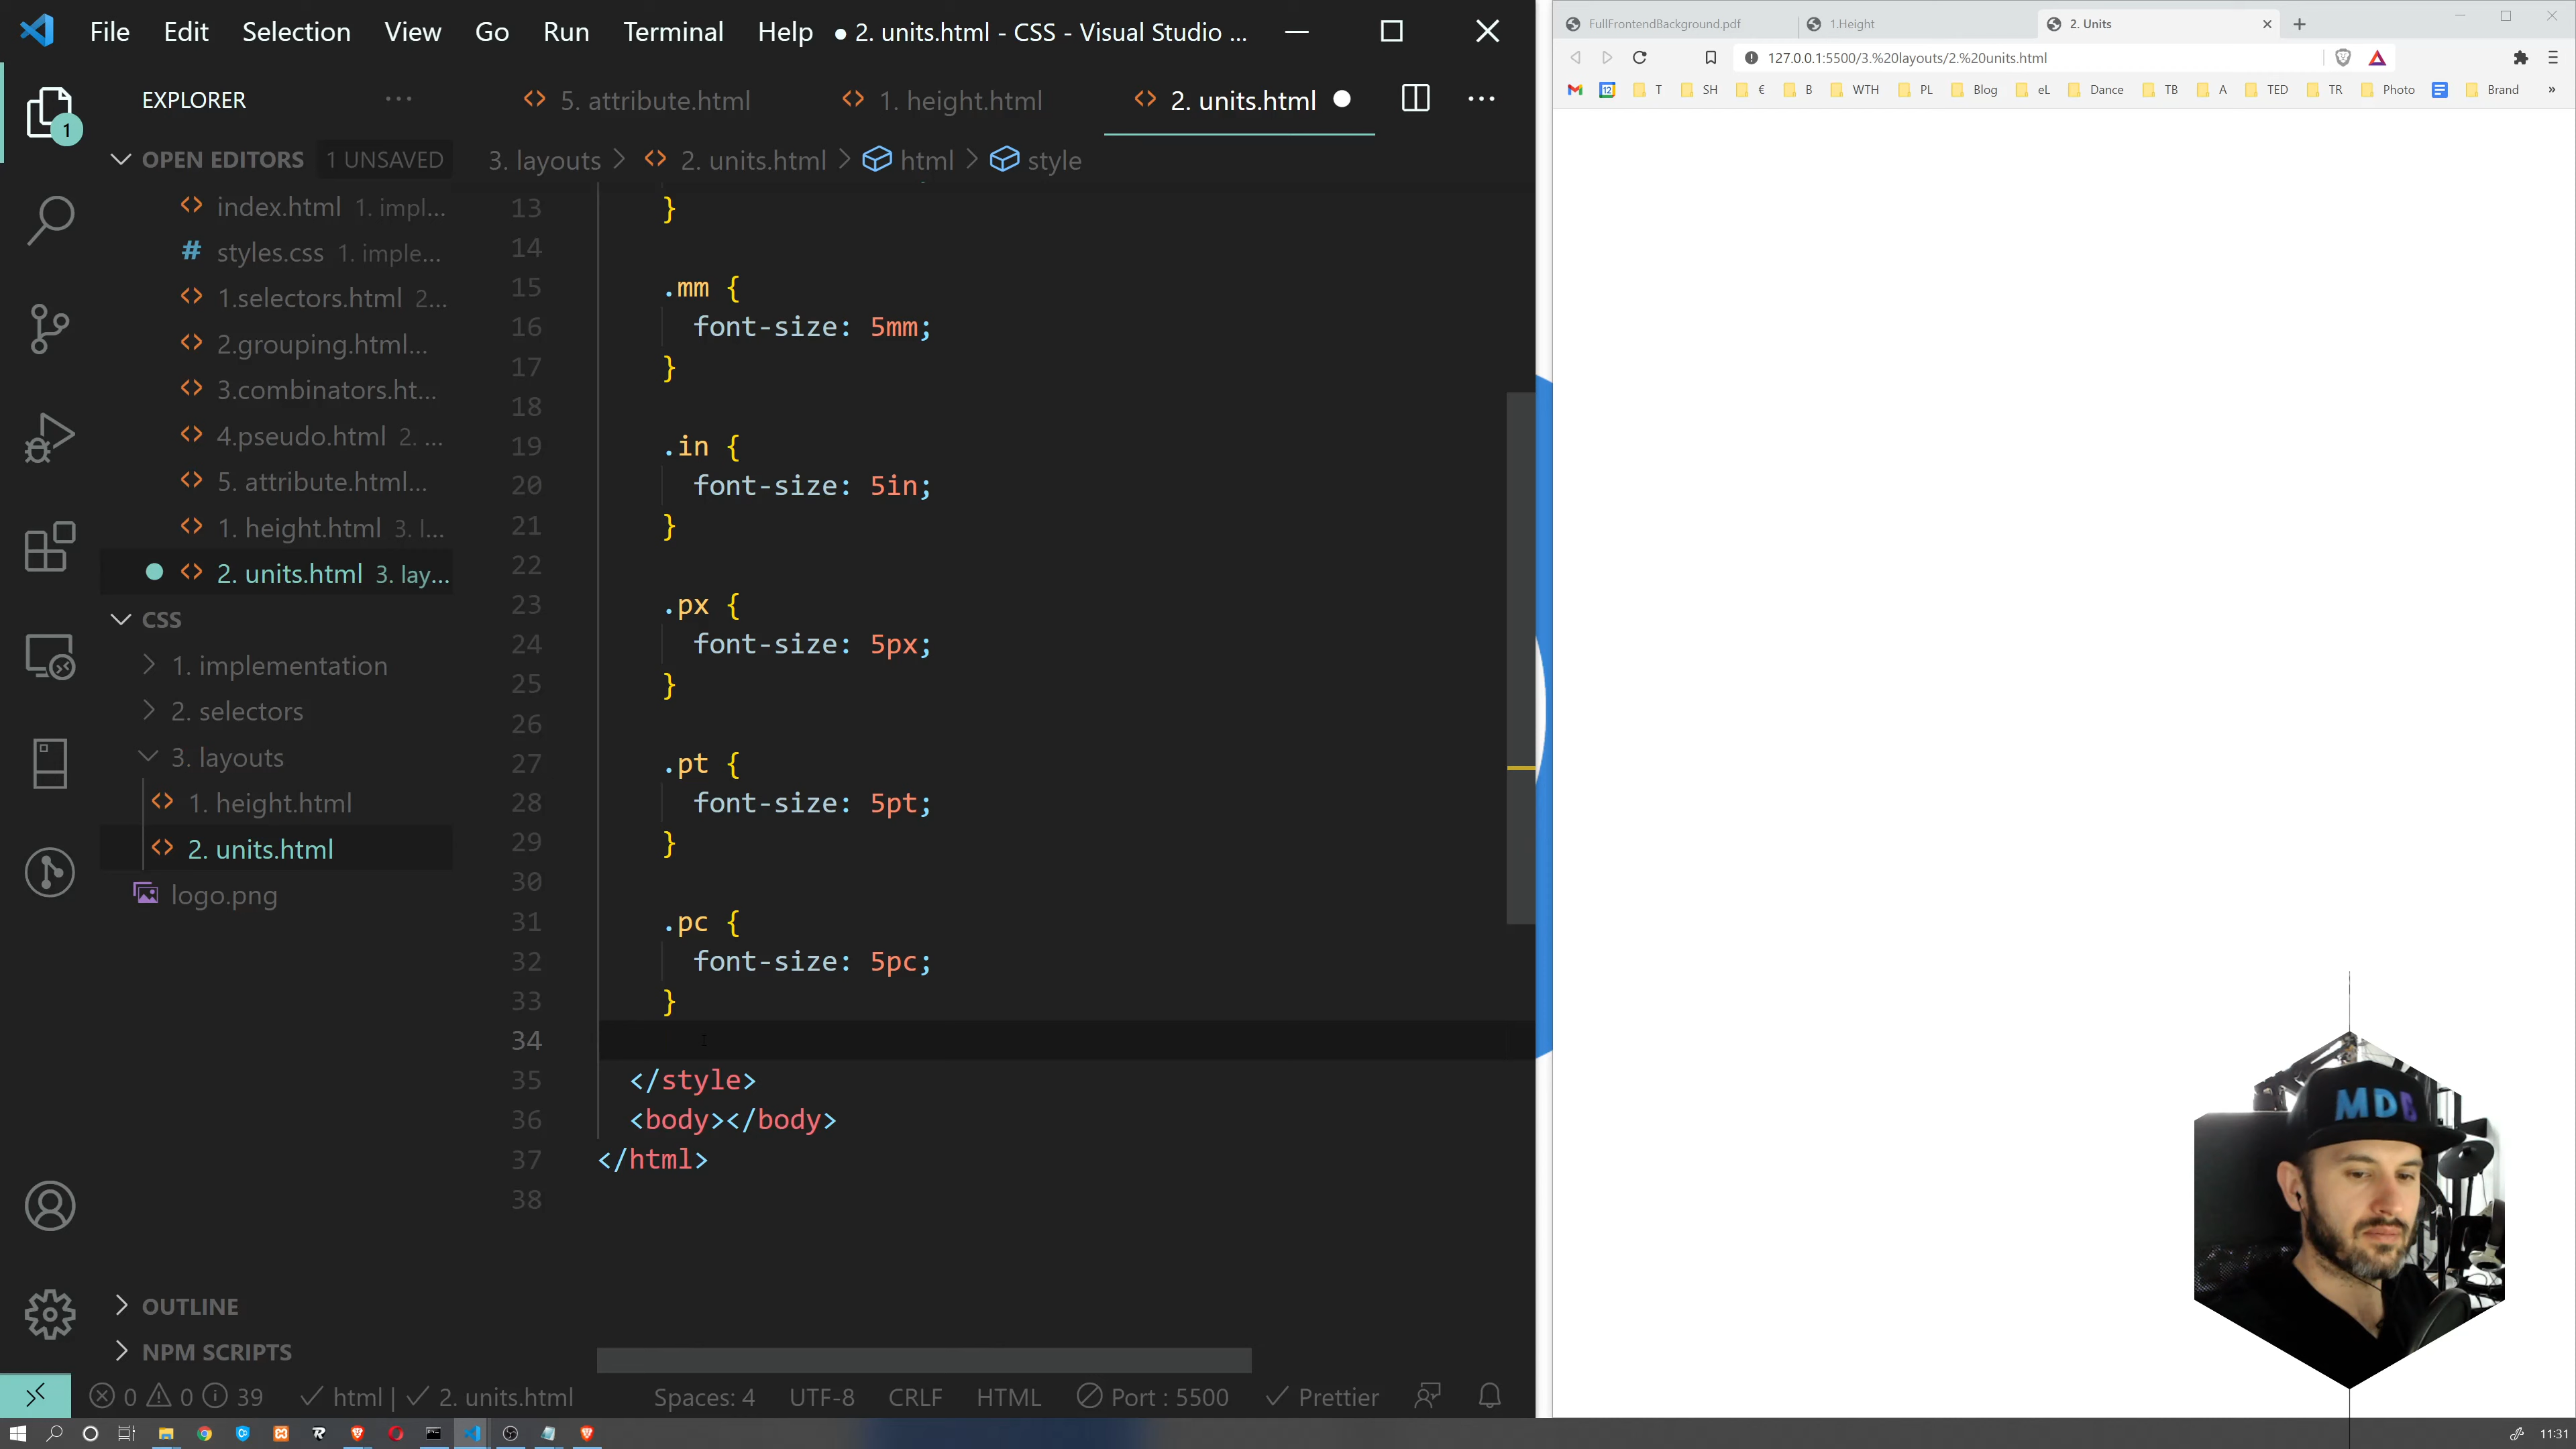 File Edit Selection View Go Run Terminal Help ● 2. units.html - CSS - Visual Studio ...
EXPLORER ···
5. attribute.html
1. height.html
2. units.html
OPEN EDITORS 1 UNSAVED
3. layouts > 2. units.html > html > style
index.html 1. impl...
styles.css 1. imple...
1.selectors.html 2...
2.grouping.html...
3.combinators.ht...
4.pseudo.html 2. ...
5. attribute.html...
1. height.html 3. l...
2. units.html 3. lay...
CSS
1. implementation
2. selectors
3. layouts
1. height.html
2. units.html
logo.png
OUTLINE
NPM SCRIPTS
13 }
14
15 .mm {
16 font-size: 5mm;
17 }
18
19 .in {
20 font-size: 5in;
21 }
22
23 .px {
24 font-size: 5px;
25 }
26
27 .pt {
28 font-size: 5pt;
29 }
30
31 .pc {
32 font-size: 5pc;
33 }
34
35 </style>
36 <body></body>
37 </html>
38
0 0 39 html | 2. units.html Spaces: 4 UTF-8 CRLF HTML Port : 5500 Prettier
FullFrontendBackground.pdf
1.Height
2. Units
127.0.0.1:5500/3.%20layouts/2.%20units.html
12 T SH € B WTH PL Blog eL Dance TB A TED TR Photo Brand »
MDB
11:31